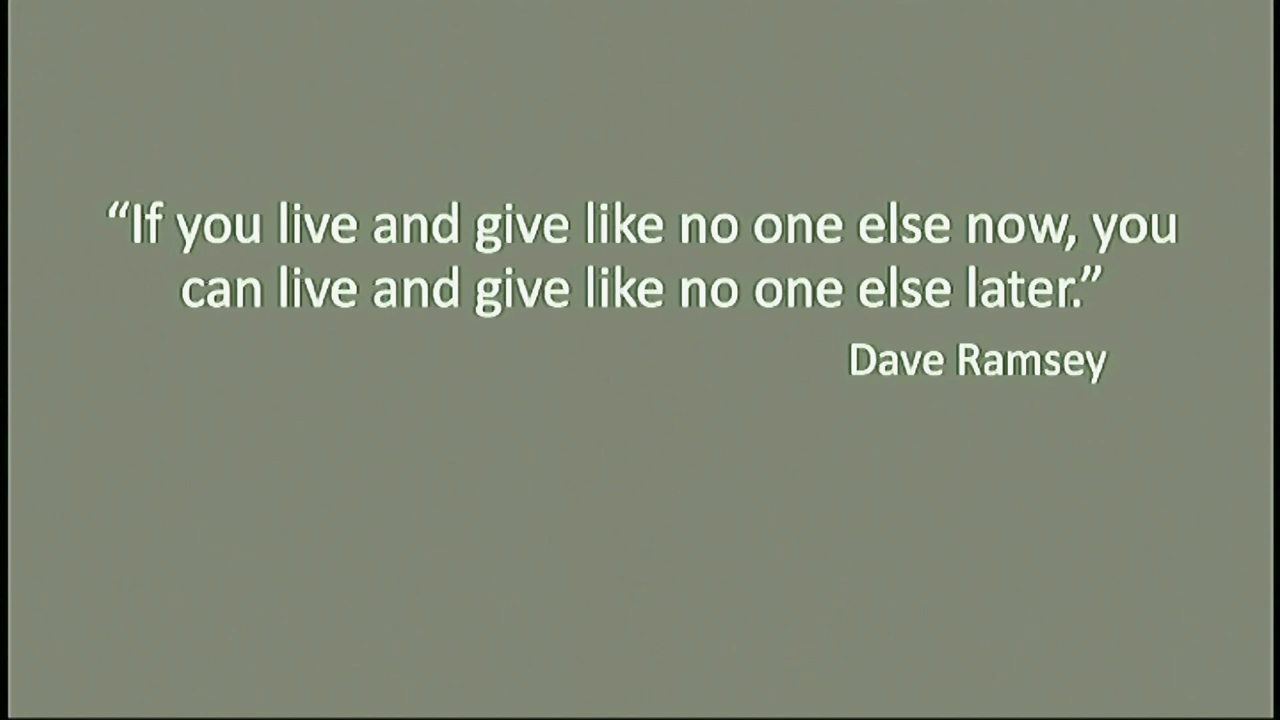 “If you live and give like no one else now, you
can live and give like no one else later.”
Dave Ramsey